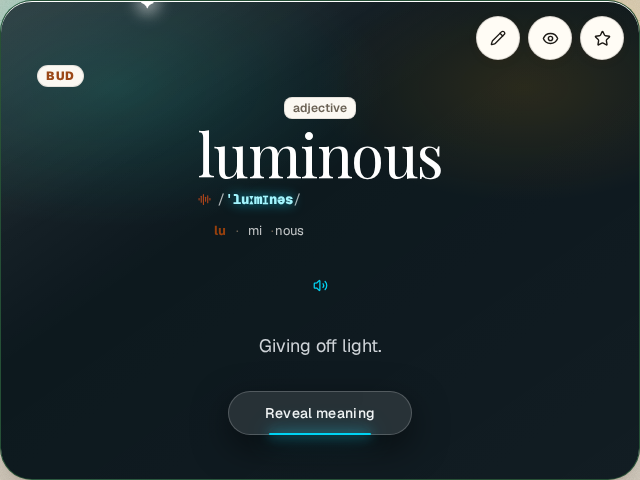 BUD
adjective
luminous
/ˈluːmɪnəs/
lu · mi ·nous
Giving off light.
Reveal meaning